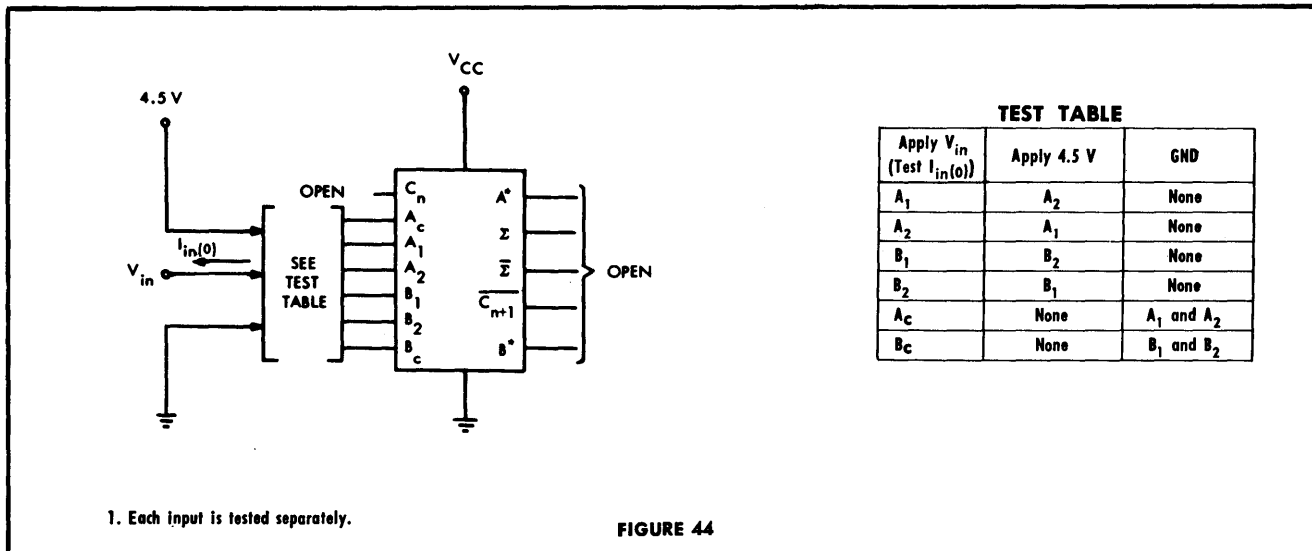 V_CC
4.5 V
OPEN
I_in(0)
V_in
SEE
TEST
TABLE
C_n
A_c
A_1
A_2
B_1
B_2
B_c
A*
Σ
Σ̅
C̅_n+1
B*
OPEN
TEST TABLE
Apply V_in (Test I_in(0)) Apply 4.5 V GND
A_1 A_2 None
A_2 A_1 None
B_1 B_2 None
B_2 B_1 None
A_c None A_1 and A_2
B_c None B_1 and B_2
1. Each input is tested separately.
FIGURE 44